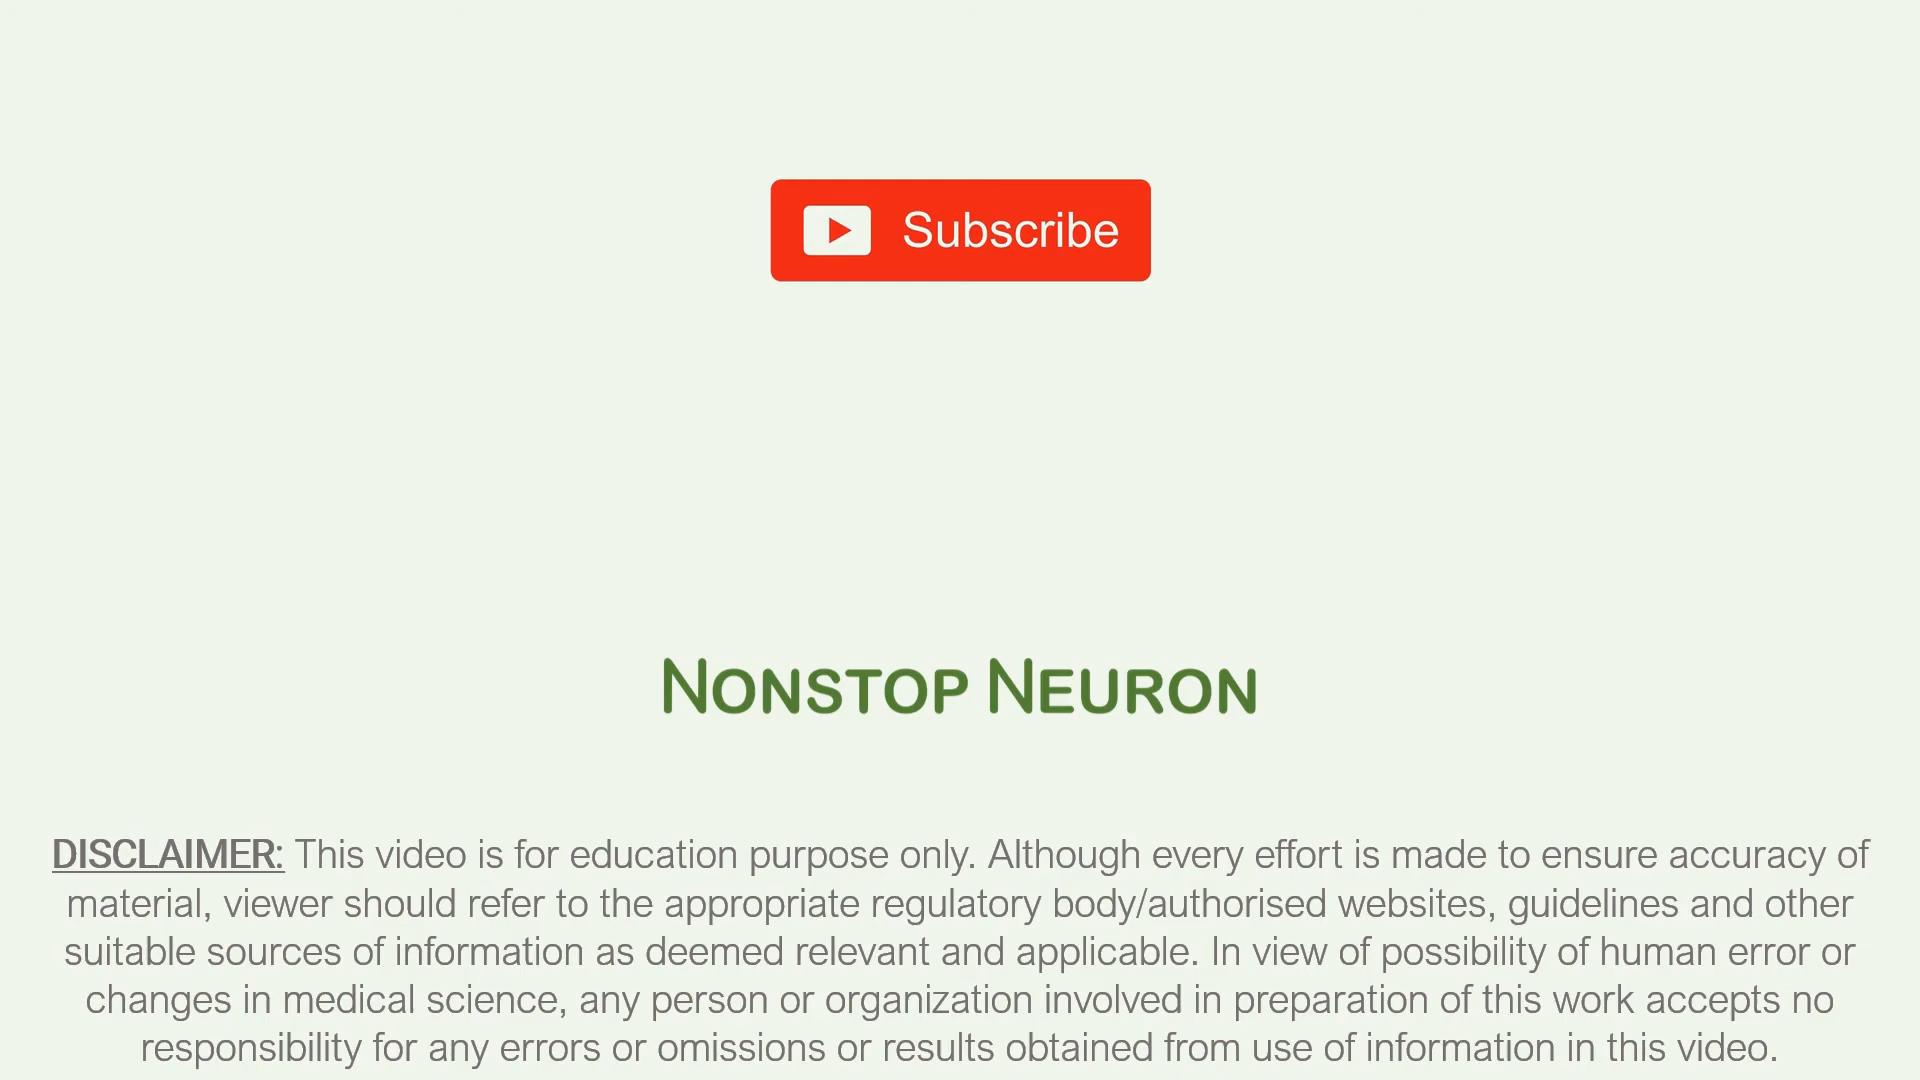 Subscribe
NONSTOP NEURON
DISCLAIMER: This video is for education purpose only. Although every effort is made to ensure accuracy of
material, viewer should refer to the appropriate regulatory body/authorised websites, guidelines and other
suitable sources of information as deemed relevant and applicable. In view of possibility of human error or
changes in medical science, any person or organization involved in preparation of this work accepts no
responsibility for any errors or omissions or results obtained from use of information in this video.